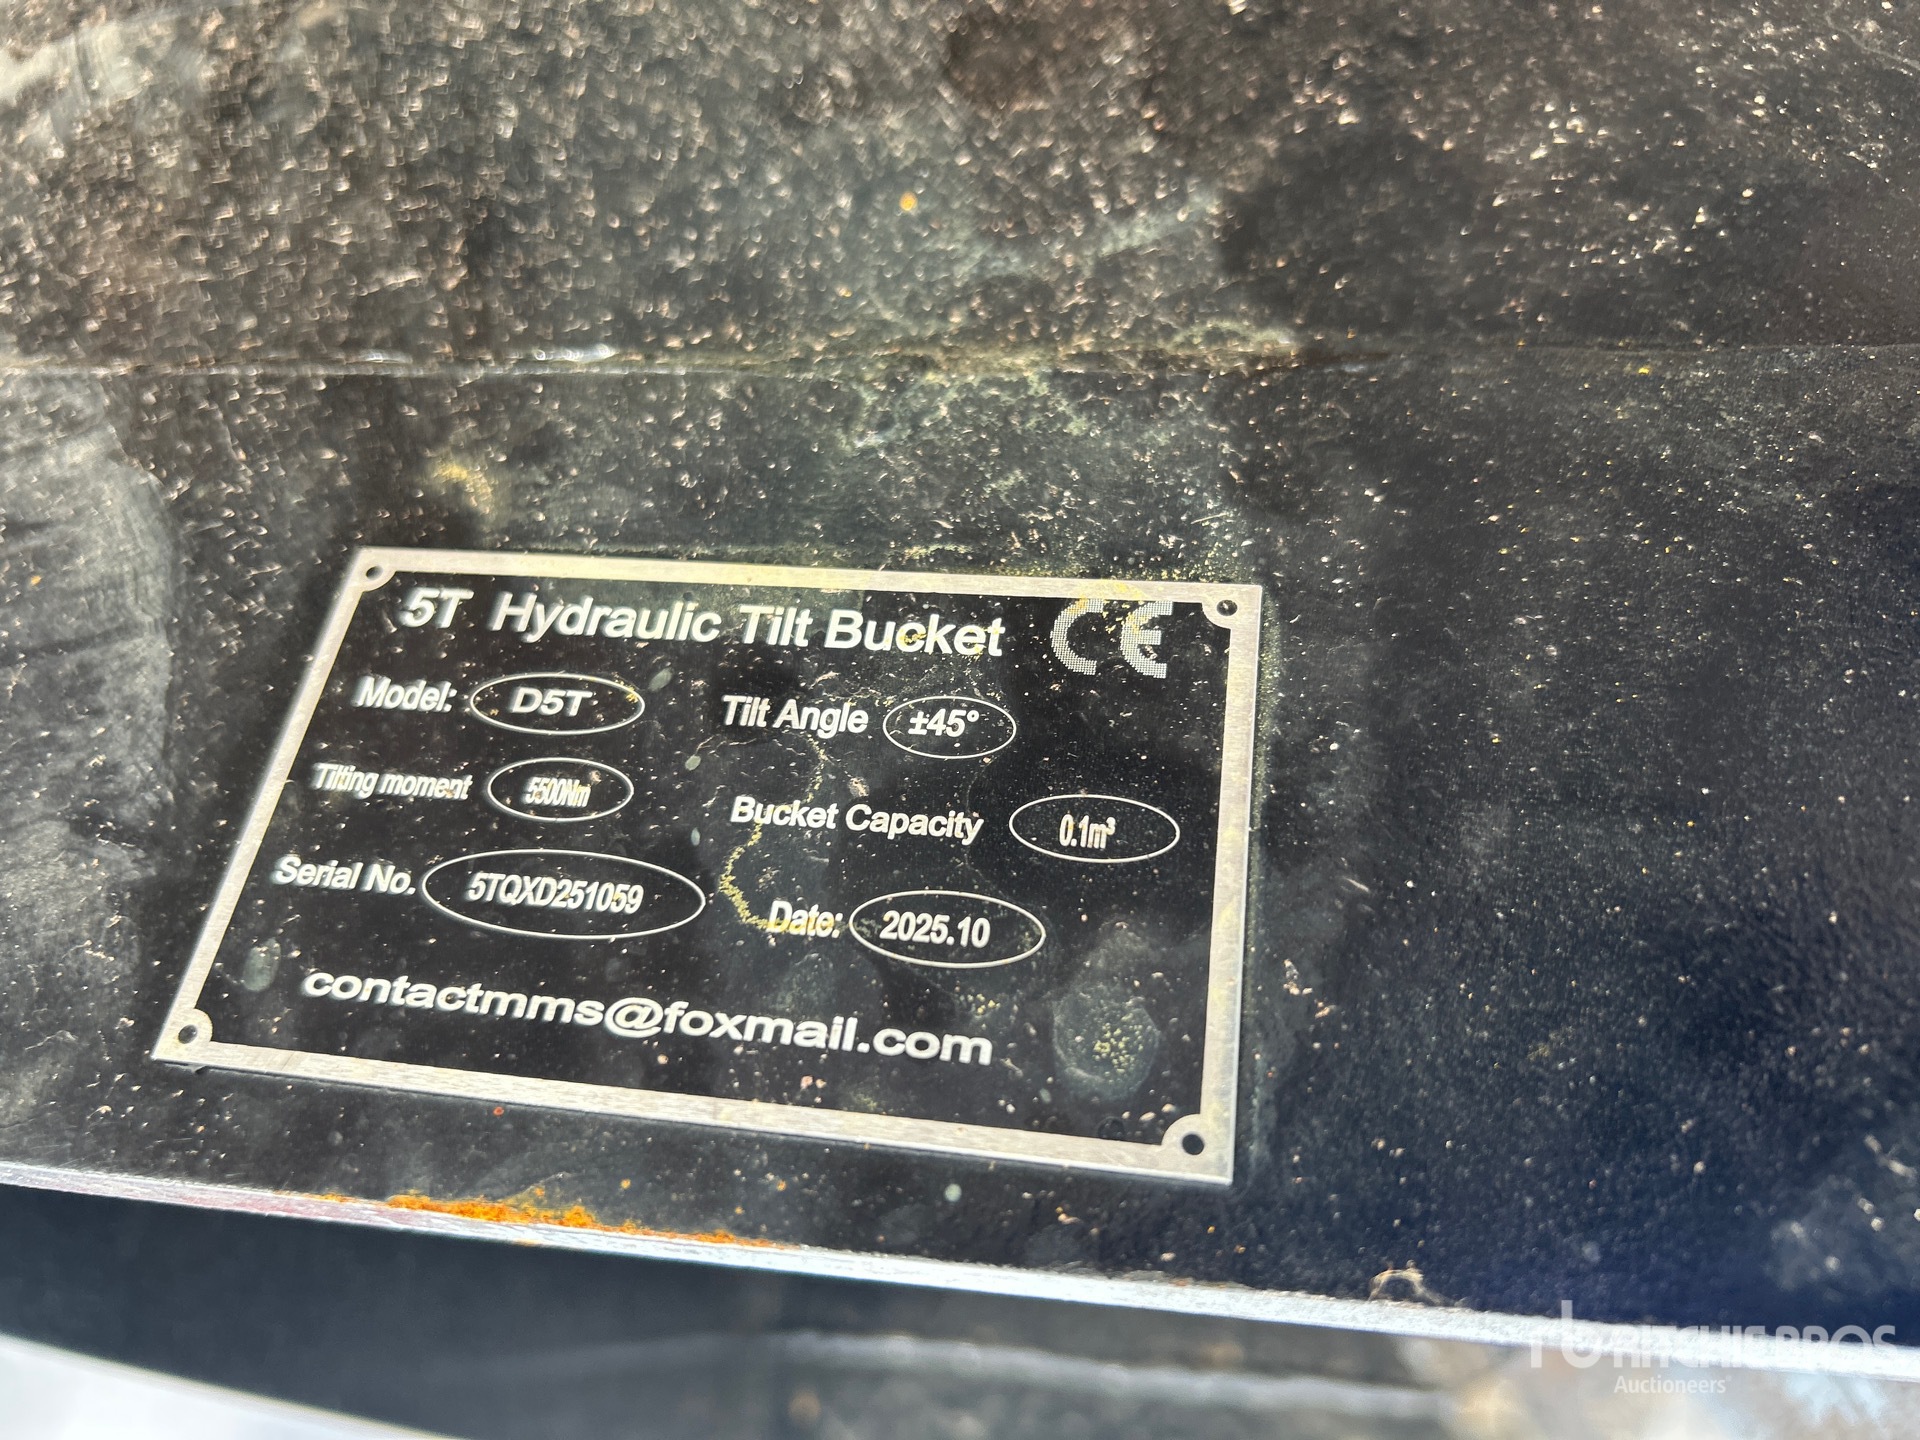 5T Hydraulic Tilt Bucket CE
Model: D5T Tilt Angle ±45°
Tilting moment 5500Nm Bucket Capacity 0.1m³
Serial No. 5TQXD251059 Date: 2025.10
contactmms@foxmail.com
RITCHIE BROS
Auctioneers